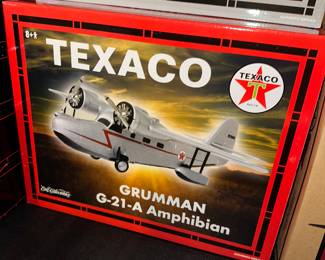 8+
TEXACO
TEXACO
T
GRUMMAN
G-21-A Amphibian